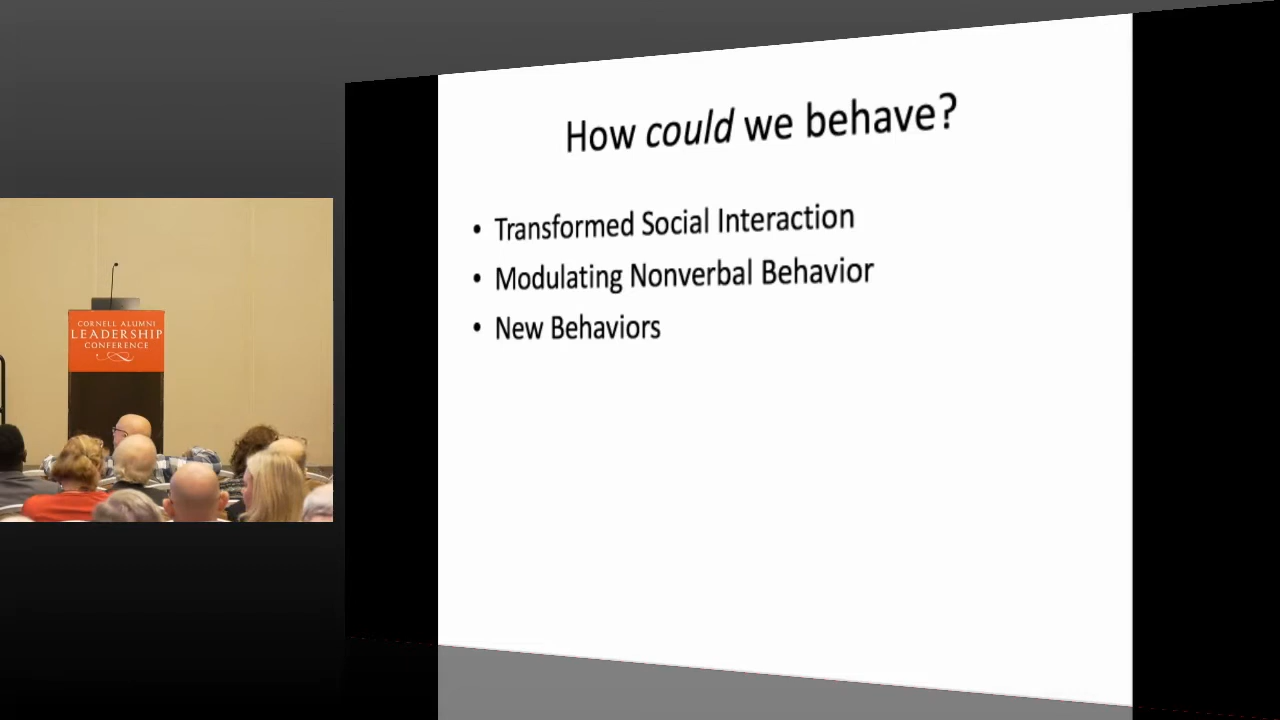 How could we behave?
• Transformed Social Interaction
• Modulating Nonverbal Behavior
• New Behaviors
CORNELL ALUMNI
LEADERSHIP
CONFERENCE